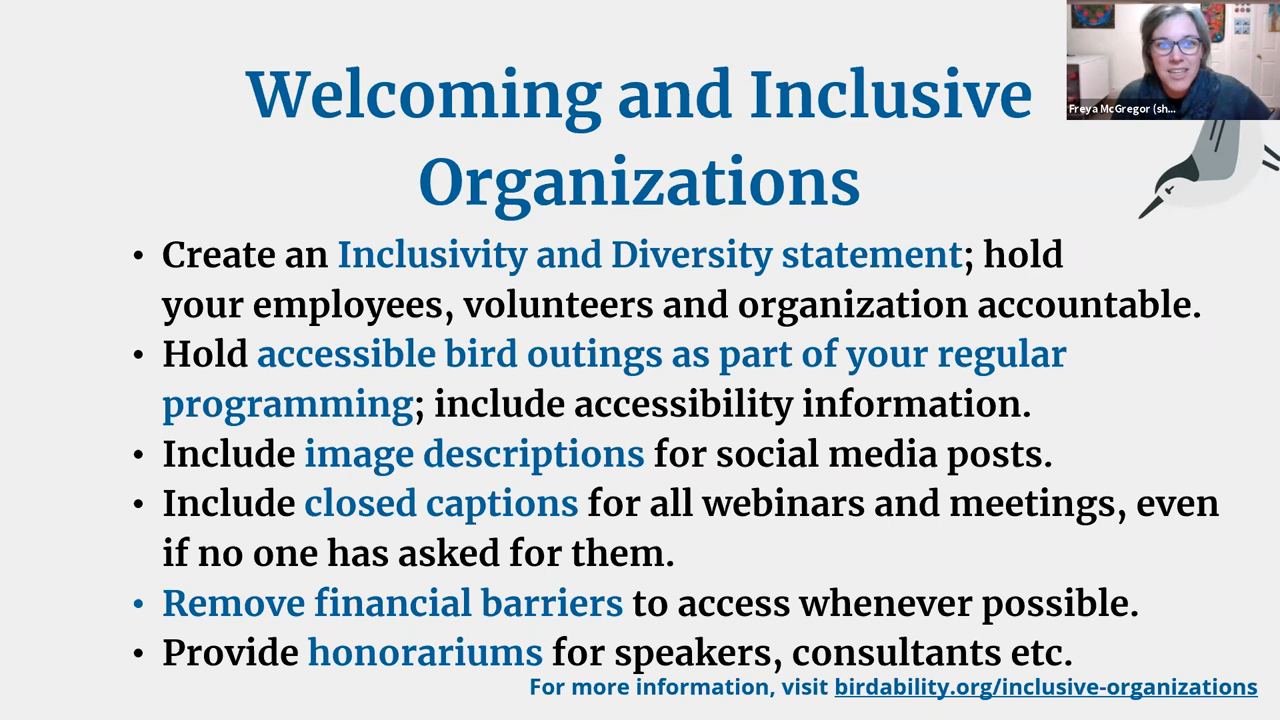 Welcoming and Inclusive
Organizations
Freya McGregor (sh...
• Create an Inclusivity and Diversity statement; hold
your employees, volunteers and organization accountable.
• Hold accessible bird outings as part of your regular
programming; include accessibility information.
• Include image descriptions for social media posts.
• Include closed captions for all webinars and meetings, even
if no one has asked for them.
• Remove financial barriers to access whenever possible.
• Provide honorariums for speakers, consultants etc.
For more information, visit birdability.org/inclusive-organizations